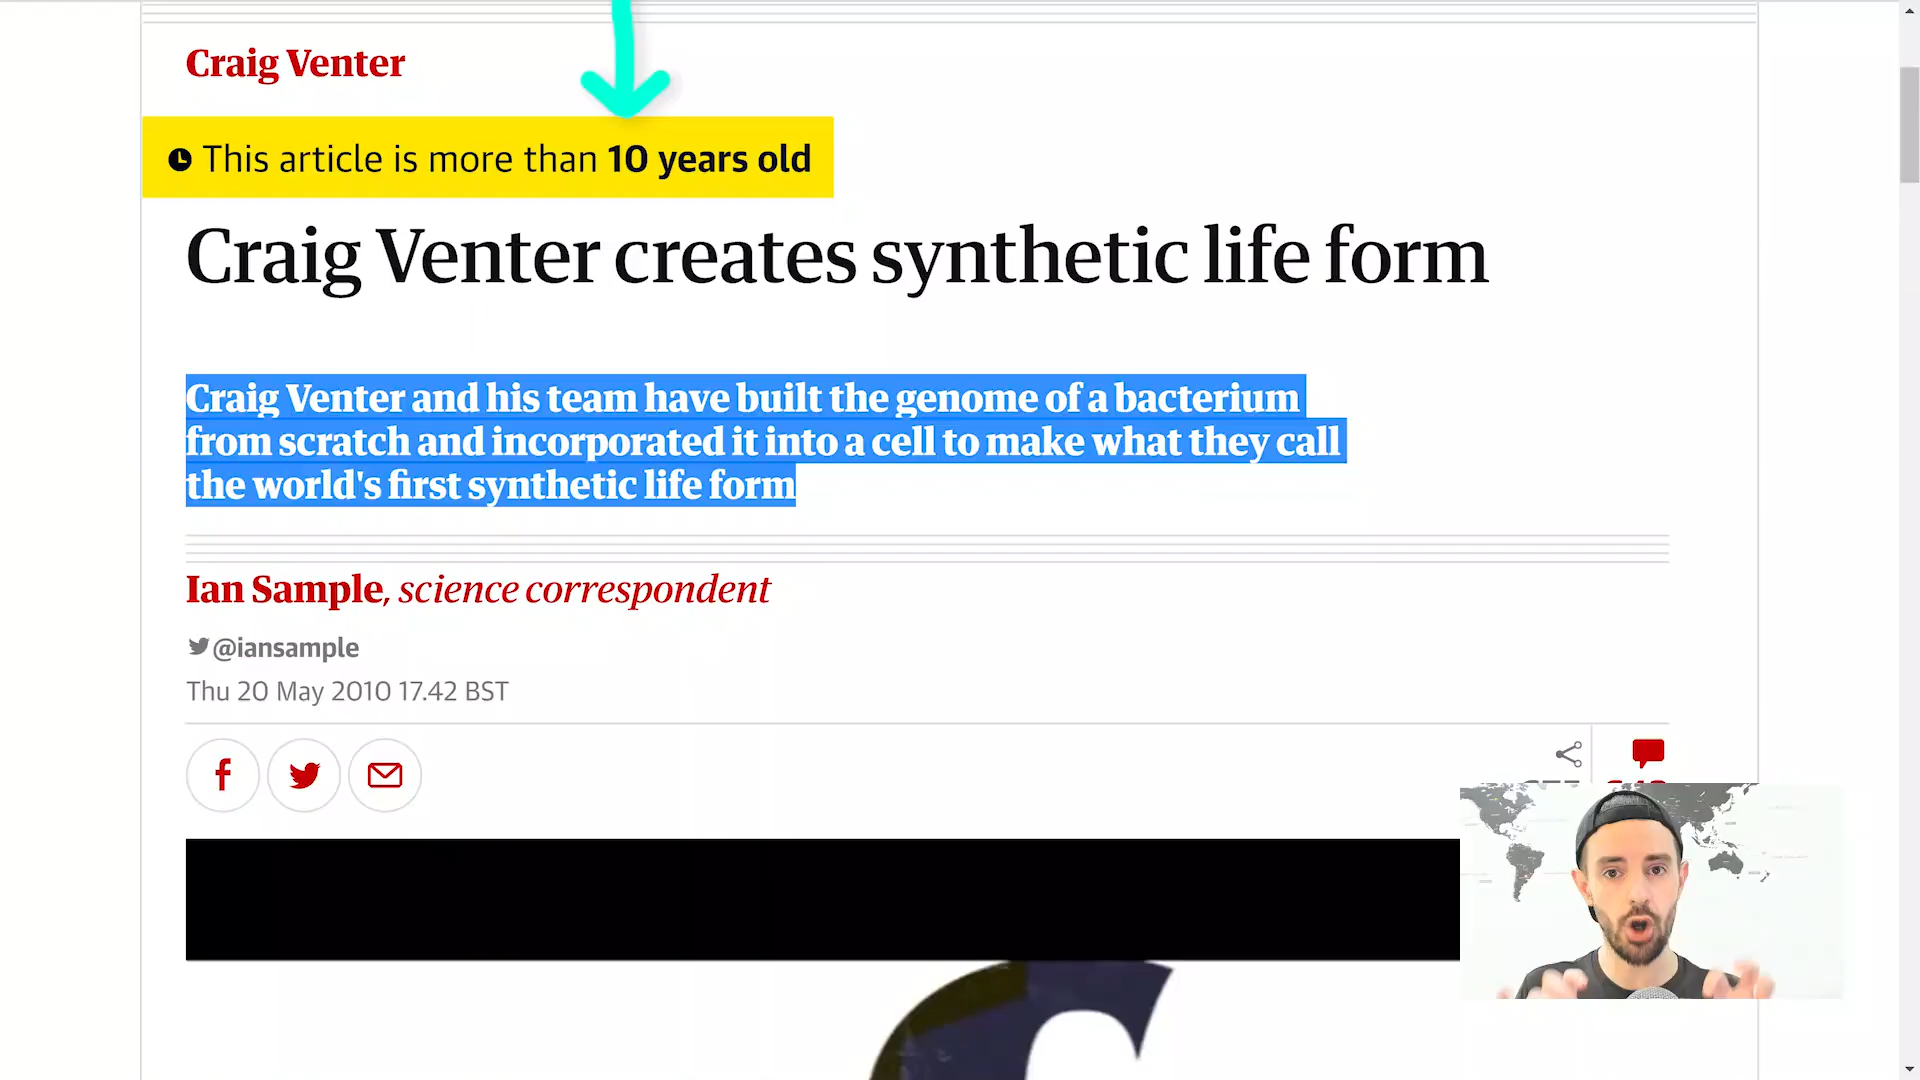 Craig Venter
This article is more than 10 years old
Craig Venter creates synthetic life form
Craig Venter and his team have built the genome of a bacterium
from scratch and incorporated it into a cell to make what they call
the world's first synthetic life form
Ian Sample, science correspondent
@iansample
Thu 20 May 2010 17.42 BST